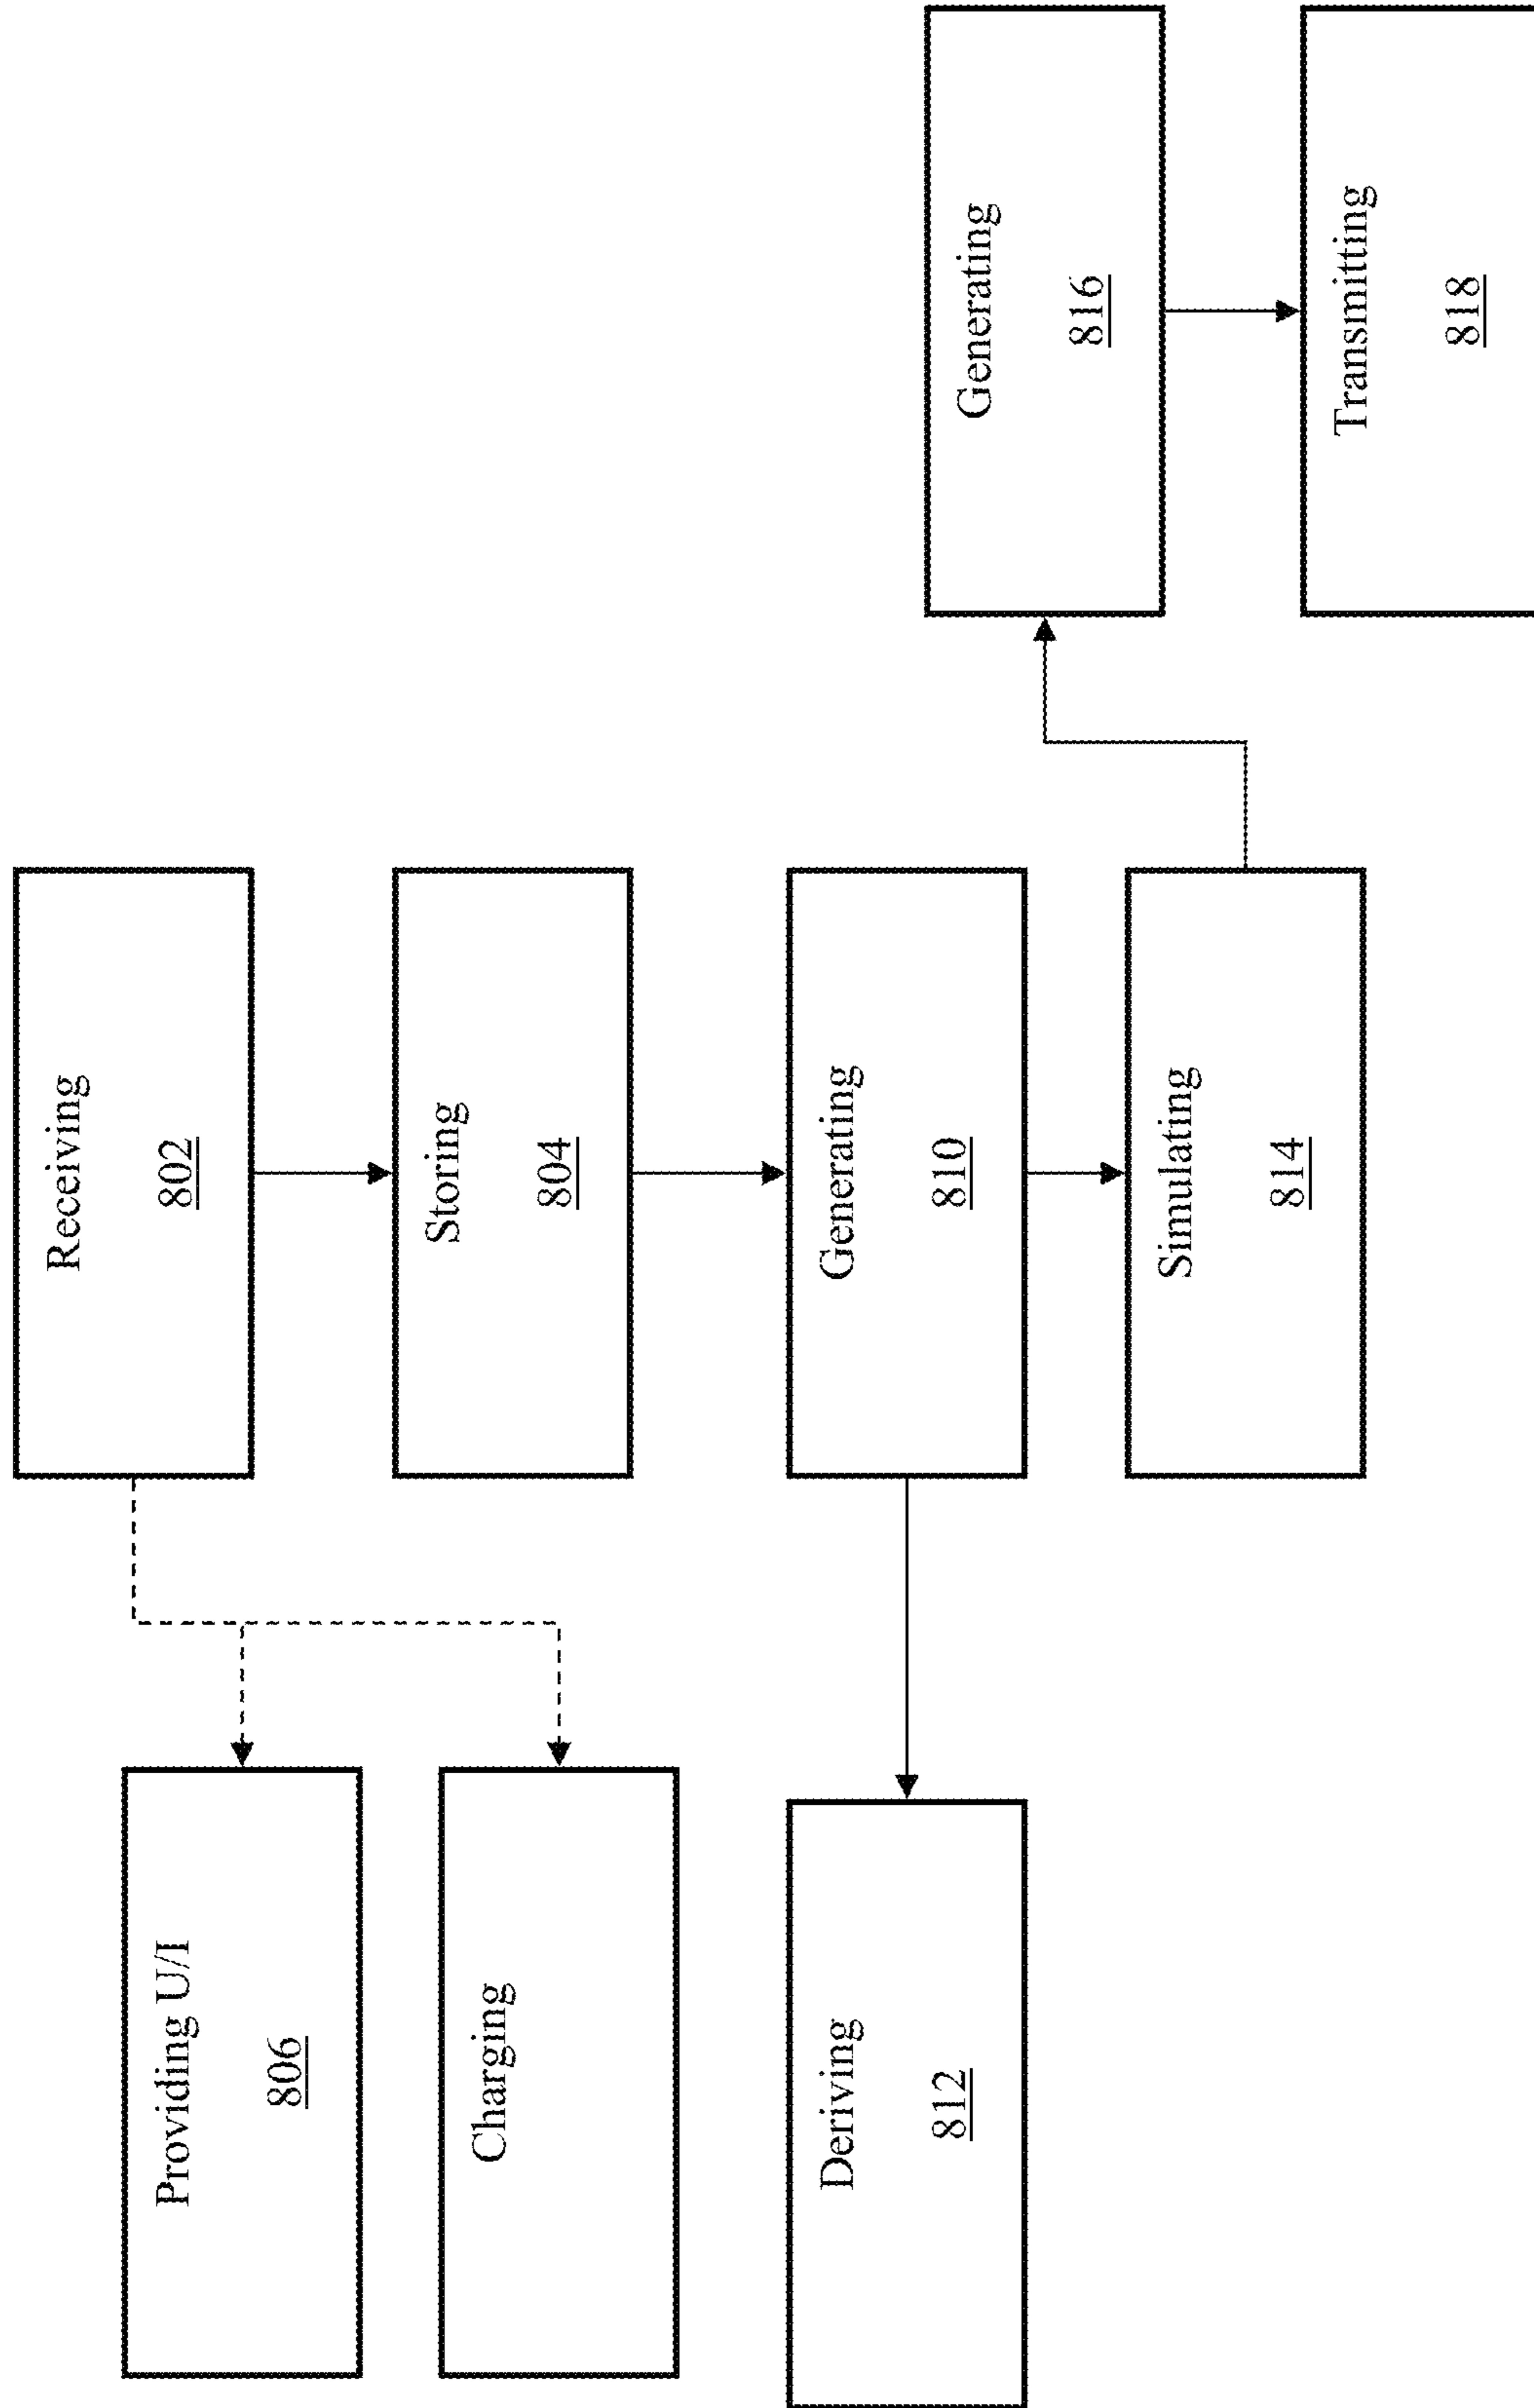 Receiving
802
Storing
804
Providing U/I
806
Charging
Generating
810
Deriving
812
Simulating
814
Generating
816
Transmitting
818